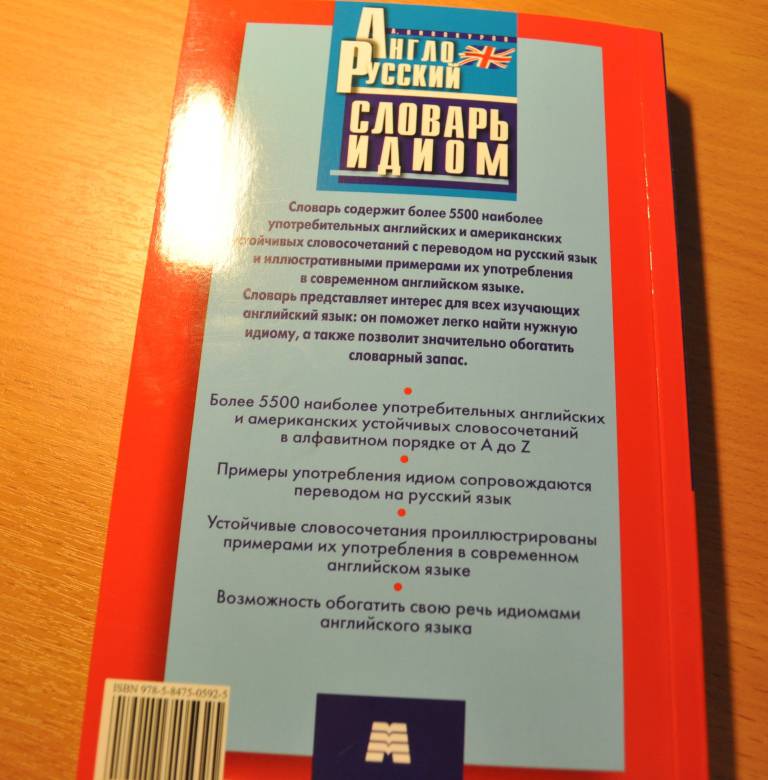 Англо
Русский
СЛОВАРЬ
ИДИОМ
Словарь содержит более 5500 наиболее
употребительных английских и американских
устойчивых словосочетаний с переводом на русский язык
и иллюстративными примерами их употребления
в современном английском языке.
Словарь представляет интерес для всех изучающих
английский язык: он поможет легко найти нужную
идиому, а также позволит значительно обогатить
словарный запас.
Более 5500 наиболее употребительных английских
и американских устойчивых словосочетаний
в алфавитном порядке от A до Z
Примеры употребления идиом сопровождаются
переводом на русский язык
Устойчивые словосочетания проиллюстрированы
примерами их употребления в современном
английском языке
Возможность обогатить свою речь идиомами
английского языка
ISBN 978-5-8475-0592-5